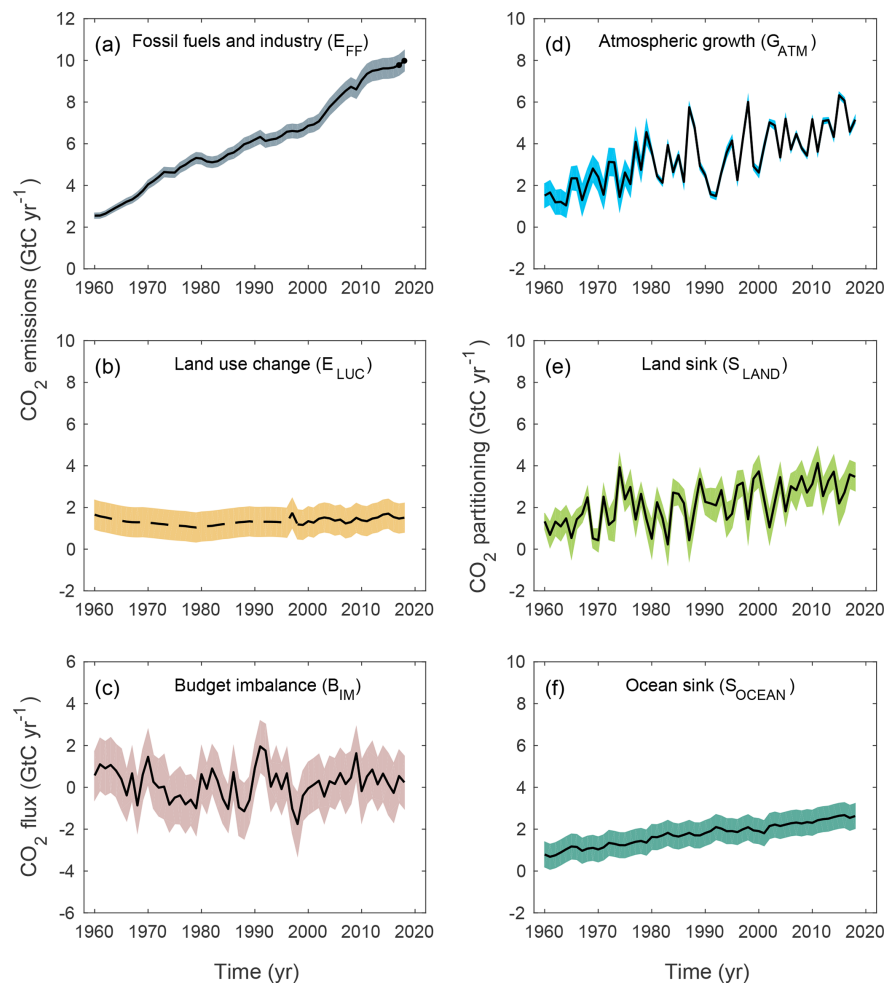 (a) Fossil fuels and industry (E_FF)
12
10
8
6
4
2
0
1960 1970 1980 1990 2000 2010 2020
CO2 emissions (GtC yr-1)
(b) Land use change (E_LUC)
10
8
6
4
2
0
-2
1960 1970 1980 1990 2000 2010 2020
(c) Budget imbalance (B_IM)
6
4
2
0
-2
-4
-6
CO2 flux (GtC yr-1)
1960 1970 1980 1990 2000 2010 2020
Time (yr)
(d) Atmospheric growth (G_ATM)
10
8
6
4
2
0
-2
1960 1970 1980 1990 2000 2010 2020
CO2 partitioning (GtC yr-1)
(e) Land sink (S_LAND)
10
8
6
4
2
0
-2
1960 1970 1980 1990 2000 2010 2020
(f) Ocean sink (S_OCEAN)
10
8
6
4
2
0
-2
1960 1970 1980 1990 2000 2010 2020
Time (yr)